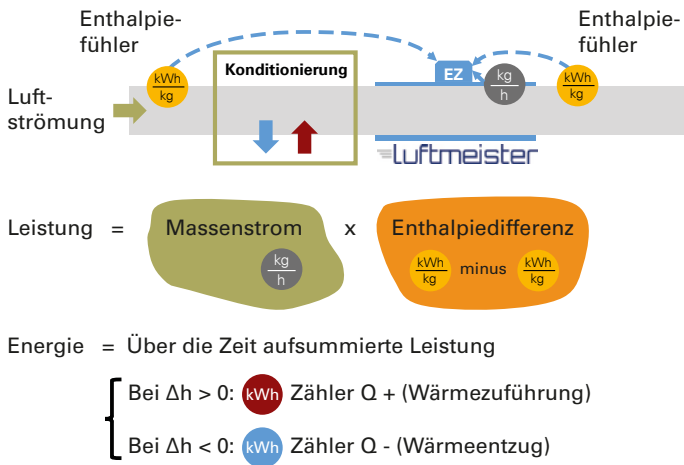 Enthalpie-
fühler
Enthalpie-
fühler
kWh
kg
Konditionierung
EZ
kg
h
kWh
kg
Luft-
strömung
luftmeister
Leistung = Massenstrom x Enthalpiedifferenz
kg
h
kWh
kg
minus
kWh
kg
Energie = Über die Zeit aufsummierte Leistung
Bei Δh > 0: kWh Zähler Q + (Wärmezuführung)
Bei Δh < 0: kWh Zähler Q - (Wärmeentzug)